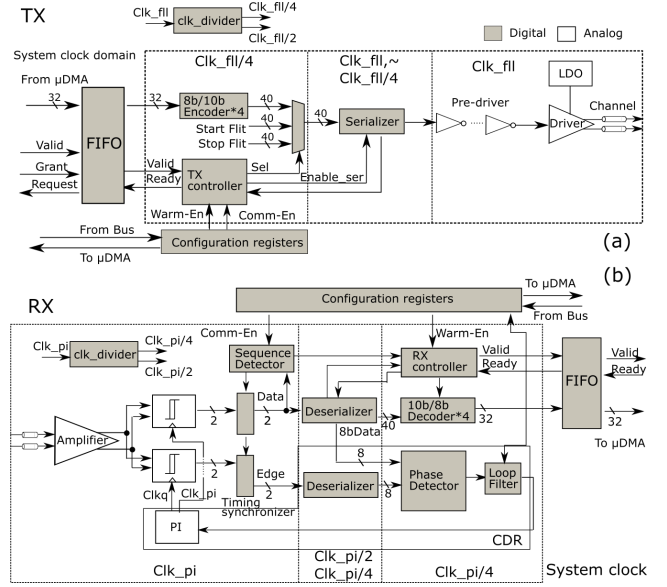 TX
Clk_fll
clk_divider
Clk_fll/4
Clk_fll/2
Digital
Analog
System clock domain
Clk_fll/4
Clk_fll,~
Clk_fll/4
Clk_fll
From µDMA
32
FIFO
32
8b/10b
Encoder*4
40
Start Flit
40
Stop Flit
40
40
Serializer
Pre-driver
LDO
Driver
Channel
Valid
Grant
Request
Valid
Ready
TX
controller
Sel
Enable_ser
Warm-En
Comm-En
From Bus
To µDMA
Configuration registers
(a)
(b)
RX
Configuration registers
To µDMA
From Bus
Clk_pi
clk_divider
Clk_pi/4
Clk_pi/2
Comm-En
Sequence
Detector
Warm-En
RX
controller
Valid
Ready
FIFO
Valid
Ready
Amplifier
2
Data
2
Deserializer
40
10b/8b
Decoder*4
32
32
To µDMA
8bData
8
2
Edge
2
Deserializer
8
Phase
Detector
Loop
Filter
Clkq
Clk_pi
Timing
synchronizer
PI
CDR
Clk_pi
Clk_pi/2
Clk_pi/4
Clk_pi/4
System clock